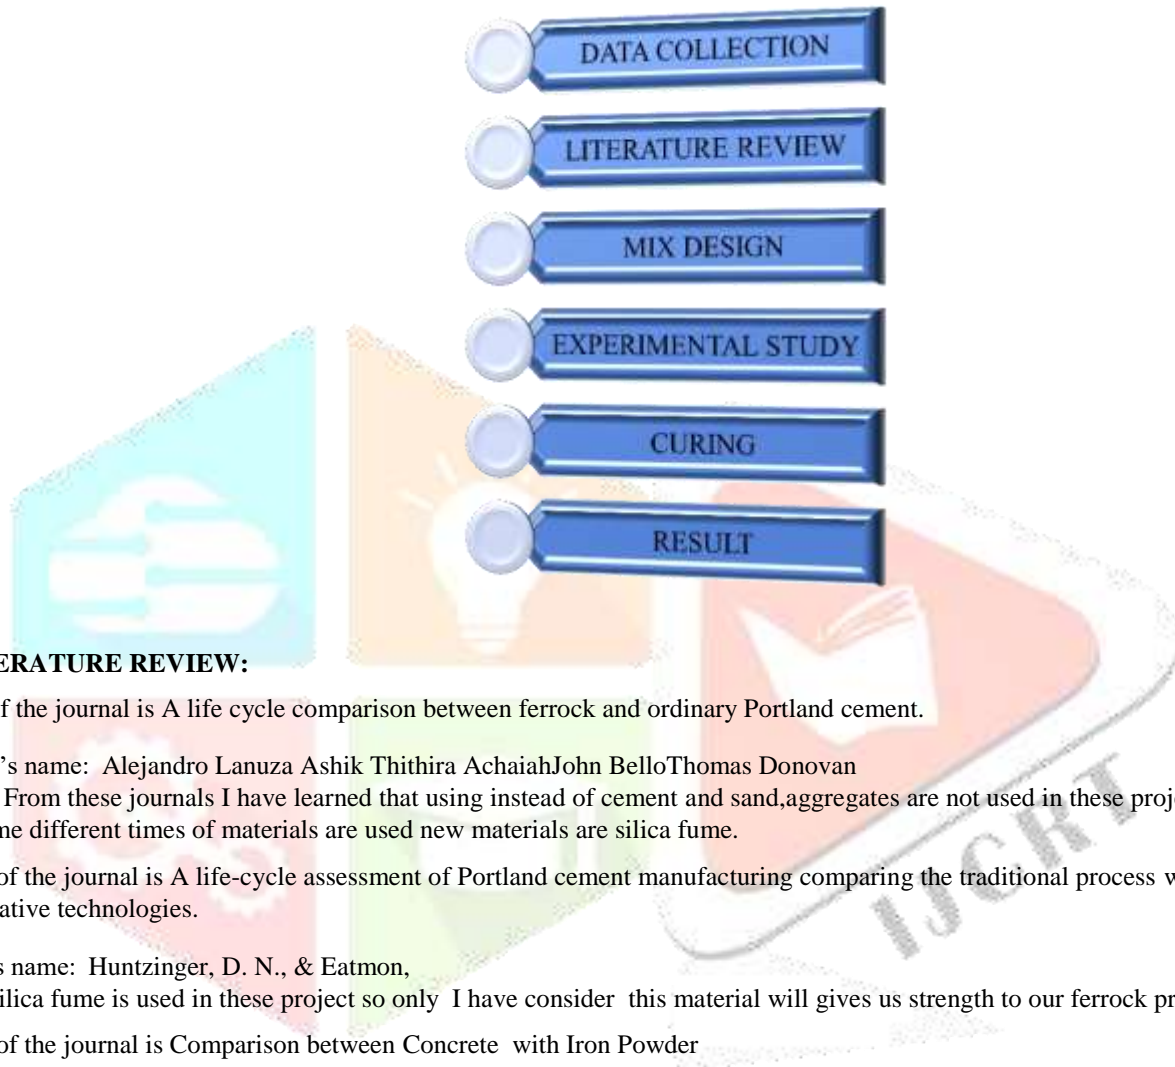 DATA COLLECTION
LITERATURE REVIEW
MIX DESIGN
EXPERIMENTAL STUDY
CURING
RESULT
ERATURE REVIEW:
f the journal is A life cycle comparison between ferrock and ordinary Portland cement.
's name: Alejandro Lanuza Ashik Thithira AchaiahJohn BelloThomas Donovan
From these journals I have learned that using instead of cement and sand,aggregates are not used in these proje
me different times of materials are used new materials are silica fume.
of the journal is A life-cycle assessment of Portland cement manufacturing comparing the traditional process w
ative technologies.
s name: Huntzinger, D. N., & Eatmon,
ilica fume is used in these project so only I have consider this material will gives us strength to our ferrock pr
of the journal is Comparison between Concrete with Iron Powder
IJCRT